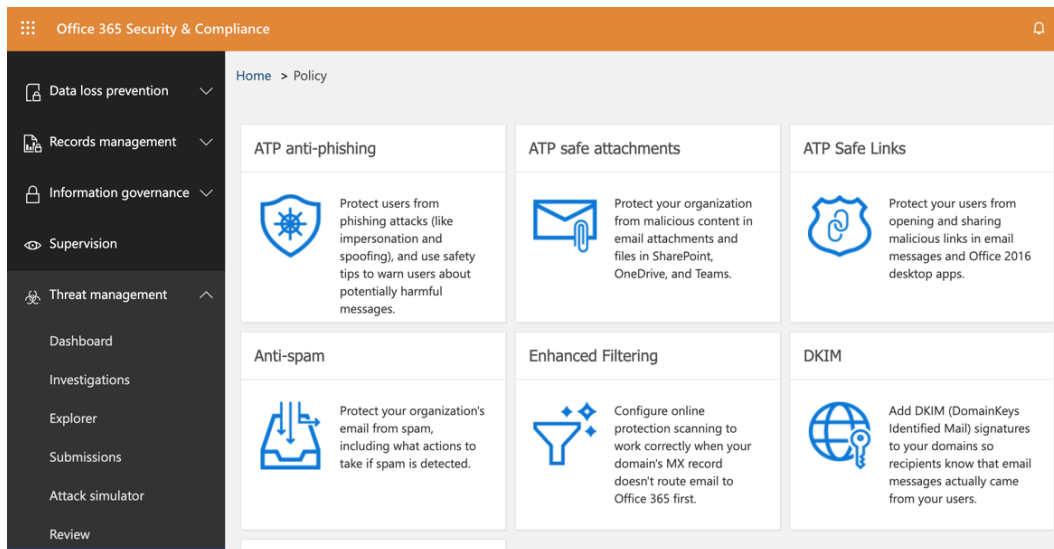 Office 365 Security & Compliance
Data loss prevention
Records management
Information governance
Supervision
Threat management
Dashboard
Investigations
Explorer
Submissions
Attack simulator
Review
Home > Policy
ATP anti-phishing
Protect users from
phishing attacks (like
impersonation and
spoofing), and use safety
tips to warn users about
potentially harmful
messages.
ATP safe attachments
Protect your organization
from malicious content in
email attachments and
files in SharePoint,
OneDrive, and Teams.
ATP Safe Links
Protect your users from
opening and sharing
malicious links in email
messages and Office 2016
desktop apps.
Anti-spam
Protect your organization's
email from spam,
including what actions to
take if spam is detected.
Enhanced Filtering
Configure online
protection scanning to
work correctly when your
domain's MX record
doesn't route email to
Office 365 first.
DKIM
Add DKIM (DomainKeys
Identified Mail) signatures
to your domains so
recipients know that email
messages actually came
from your users.